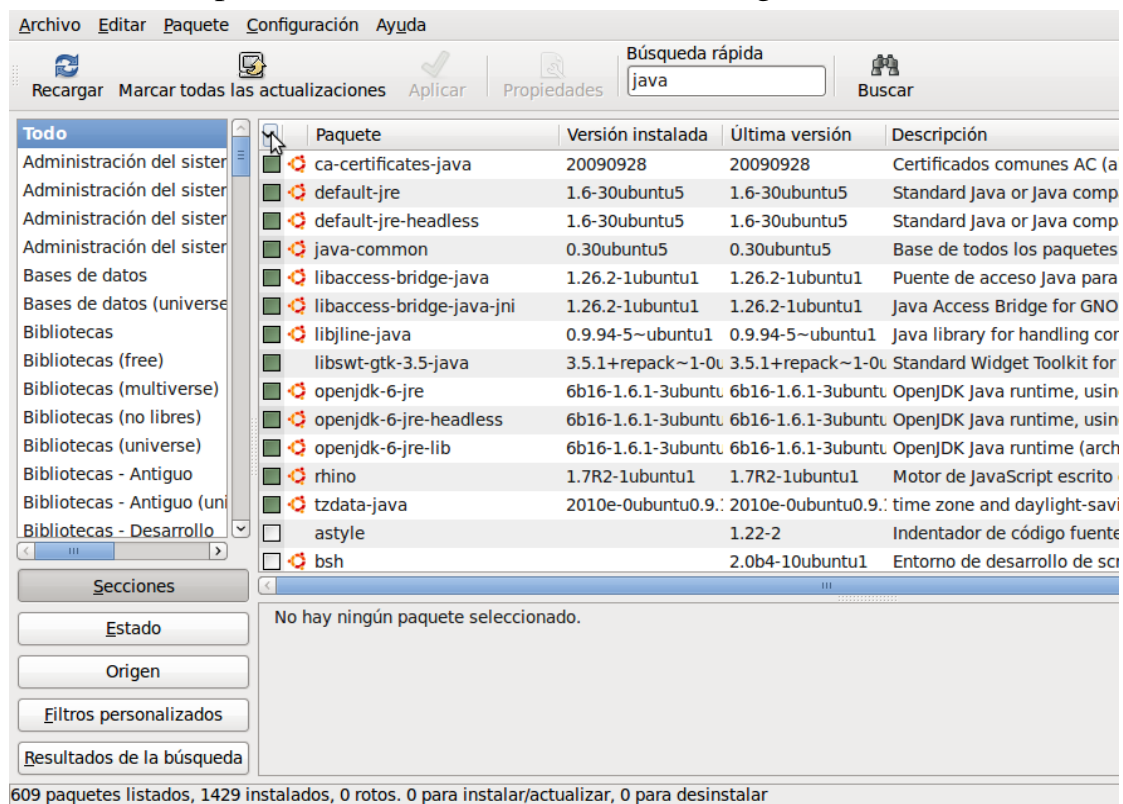 Archivo Editar Paquete Configuración Ayuda
Búsqueda rápida
Recargar Marcar todas las actualizaciones Aplicar Propiedades java Buscar
Todo
Administración del sister
Administración del sister
Administración del sister
Administración del sister
Bases de datos
Bases de datos (universe
Bibliotecas
Bibliotecas (free)
Bibliotecas (multiverse)
Bibliotecas (no libres)
Bibliotecas (universe)
Bibliotecas - Antiguo
Bibliotecas - Antiguo (uni
Bibliotecas - Desarrollo
Secciones
Estado
Origen
Filtros personalizados
Resultados de la búsqueda
Paquete Versión instalada Última versión Descripción
ca-certificates-java 20090928 20090928 Certificados comunes AC (a
default-jre 1.6-30ubuntu5 1.6-30ubuntu5 Standard Java or Java comp
default-jre-headless 1.6-30ubuntu5 1.6-30ubuntu5 Standard Java or Java comp
java-common 0.30ubuntu5 0.30ubuntu5 Base de todos los paquetes
libaccess-bridge-java 1.26.2-1ubuntu1 1.26.2-1ubuntu1 Puente de acceso Java para
libaccess-bridge-java-jni 1.26.2-1ubuntu1 1.26.2-1ubuntu1 Java Access Bridge for GNO
libjline-java 0.9.94-5~ubuntu1 0.9.94-5~ubuntu1 Java library for handling cor
libswt-gtk-3.5-java 3.5.1+repack~1-0u 3.5.1+repack~1-0u Standard Widget Toolkit for
openjdk-6-jre 6b16-1.6.1-3ubuntu 6b16-1.6.1-3ubuntu OpenJDK Java runtime, usin
openjdk-6-jre-headless 6b16-1.6.1-3ubuntu 6b16-1.6.1-3ubuntu OpenJDK Java runtime, usin
openjdk-6-jre-lib 6b16-1.6.1-3ubuntu 6b16-1.6.1-3ubuntu OpenJDK Java runtime (arch
rhino 1.7R2-1ubuntu1 1.7R2-1ubuntu1 Motor de JavaScript escrito
tzdata-java 2010e-0ubuntu0.9. 2010e-0ubuntu0.9. time zone and daylight-savi
astyle 1.22-2 Indentador de código fuente
bsh 2.0b4-10ubuntu1 Entorno de desarrollo de scr
No hay ningún paquete seleccionado.
609 paquetes listados, 1429 instalados, 0 rotos. 0 para instalar/actualizar, 0 para desinstalar